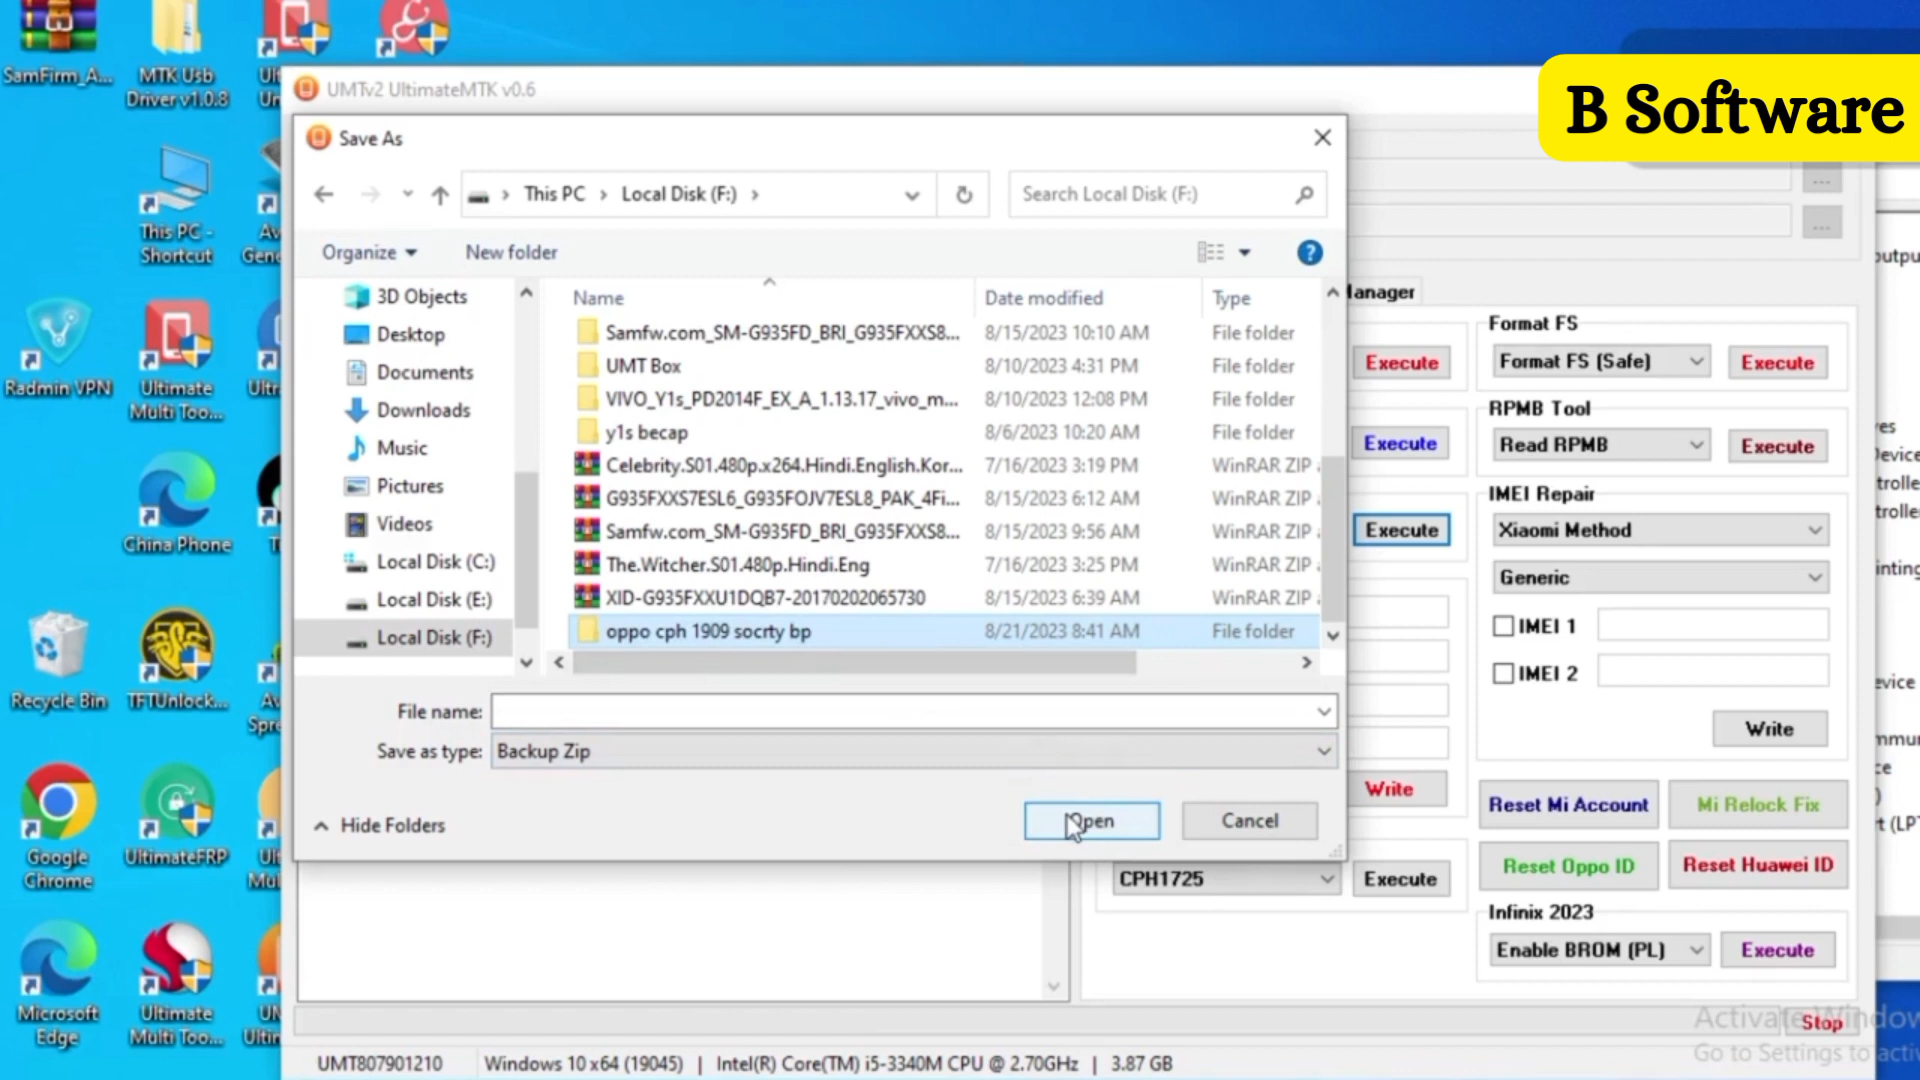 SamFirm_A...
MTK Usb
Driver v1.0.8
UMTv2 UltimateMTK v0.6
B Software
Save As
This PC > Local Disk (F:) >
Search Local Disk (F:)
...
...
This PC -
Shortcut
Organize
New folder
?
3D Objects
Desktop
Documents
Downloads
Music
Pictures
Videos
Local Disk (C:)
Local Disk (E:)
Local Disk (F:)
Name Date modified Type
Samfw.com_SM-G935FD_BRI_G935FXXS8... 8/15/2023 10:10 AM File folder
UMT Box 8/10/2023 4:31 PM File folder
VIVO_Y1s_PD2014F_EX_A_1.13.17_vivo_m... 8/10/2023 12:08 PM File folder
y1s becap 8/6/2023 10:20 AM File folder
Celebrity.S01.480p.x264.Hindi.English.Kor... 7/16/2023 3:19 PM WinRAR ZIP
G935FXXS7ESL6_G935FOJV7ESL8_PAK_4Fi... 8/15/2023 6:12 AM WinRAR ZIP
Samfw.com_SM-G935FD_BRI_G935FXXS8... 8/15/2023 9:56 AM WinRAR ZIP
The.Witcher.S01.480p.Hindi.Eng 7/16/2023 3:25 PM WinRAR ZIP
XID-G935FXXU1DQB7-20170202065730 8/15/2023 6:39 AM WinRAR ZIP
oppo cph 1909 socrty bp 8/21/2023 8:41 AM File folder
File name:
Save as type: Backup Zip
Hide Folders
Open
Cancel
Radmin VPN
Ultimate
Multi Too...
China Phone
Recycle Bin
TFTUnlock...
Google
Chrome
UltimateFRP
Microsoft
Edge
Ultimate
Multi Too...
Execute
Execute
Execute
Write
CPH1725
Execute
Format FS
Format FS (Safe)
Execute
RPMB Tool
Read RPMB
Execute
IMEI Repair
Xiaomi Method
Generic
IMEI 1
IMEI 2
Write
Reset Mi Account
Mi Relock Fix
Reset Oppo ID
Reset Huawei ID
Infinix 2023
Enable BROM (PL)
Execute
Stop
UMT807901210
Windows 10 x64 (19045) | Intel(R) Core(TM) i5-3340M CPU @ 2.70GHz | 3.87 GB